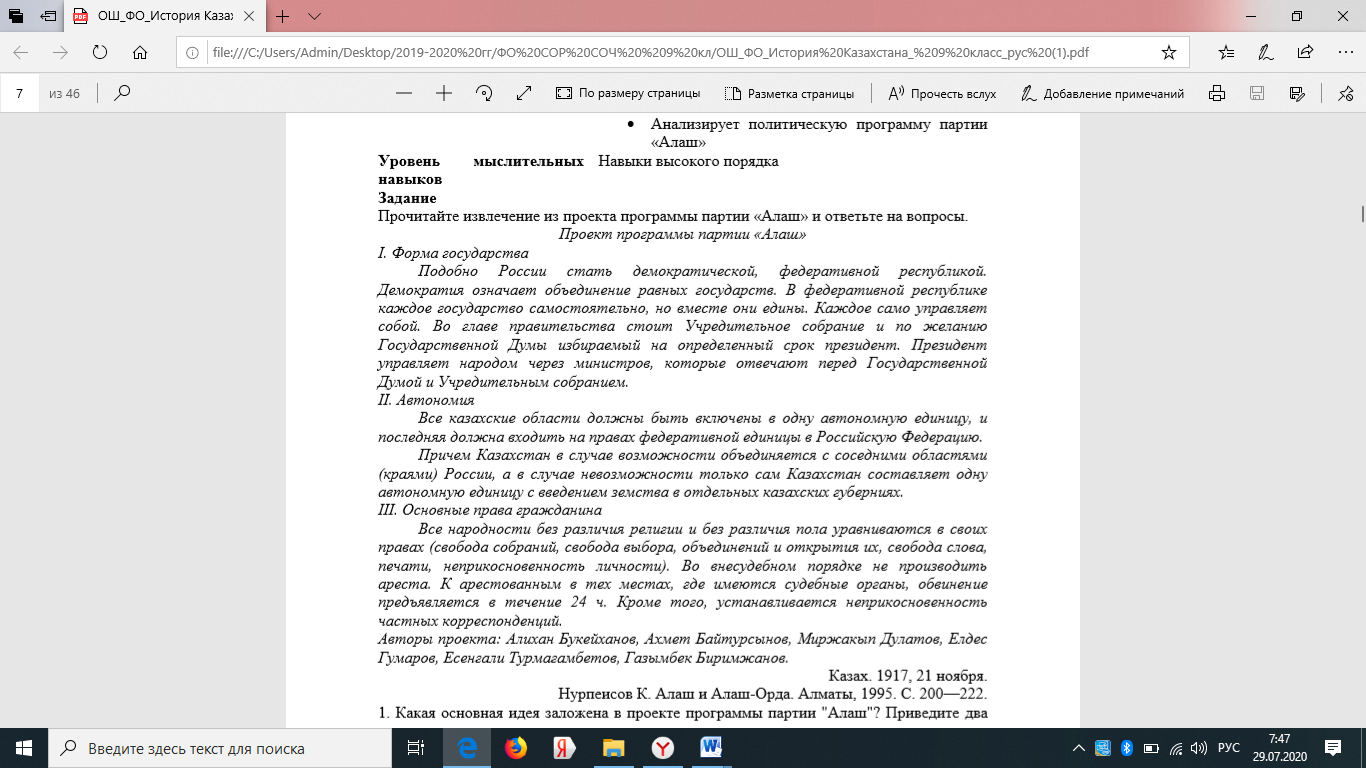 ОШ_ФО_История Казах
file:///C:/Users/Admin/Desktop/2019-2020%20гг/ФО%20СОР%20СОЧ%20%209%20кл/ОШ_ФО_История%20Казахстана_%209%20класс_рус%20(1).pdf
7 из 46 По размеру страницы Разметка страницы Прочесть вслух Добавление примечаний
• Анализирует политическую программу партии
«Алаш»
Уровень мыслительных Навыки высокого порядка
навыков
Задание
Прочитайте извлечение из проекта программы партии «Алаш» и ответьте на вопросы.
Проект программы партии «Алаш»
I. Форма государства
Подобно России стать демократической, федеративной республикой.
Демократия означает объединение равных государств. В федеративной республике
каждое государство самостоятельно, но вместе они едины. Каждое само управляет
собой. Во главе правительства стоит Учредительное собрание и по желанию
Государственной Думы избираемый на определенный срок президент. Президент
управляет народом через министров, которые отвечают перед Государственной
Думой и Учредительным собранием.
II. Автономия
Все казахские области должны быть включены в одну автономную единицу, и
последняя должна входить на правах федеративной единицы в Российскую Федерацию.
Причем Казахстан в случае возможности объединяется с соседними областями
(краями) России, а в случае невозможности только сам Казахстан составляет одну
автономную единицу с введением земства в отдельных казахских губерниях.
III. Основные права гражданина
Все народности без различия религии и без различия пола уравниваются в своих
правах (свобода собраний, свобода выбора, объединений и открытия их, свобода слова,
печати, неприкосновенность личности). Во внесудебном порядке не производить
ареста. К арестованным в тех местах, где имеются судебные органы, обвинение
предъявляется в течение 24 ч. Кроме того, устанавливается неприкосновенность
частных корреспонденций.
Авторы проекта: Алихан Букейханов, Ахмет Байтурсынов, Миржакып Дулатов, Елдес
Гумаров, Есенгали Турмагамбетов, Газымбек Биримжанов.
Казах. 1917, 21 ноября.
Нурпеисов К. Алаш и Алаш-Орда. Алматы, 1995. С. 200—222.
1. Какая основная идея заложена в проекте программы партии "Алаш"? Приведите два
Введите здесь текст для поиска
РУС
7:47
29.07.2020